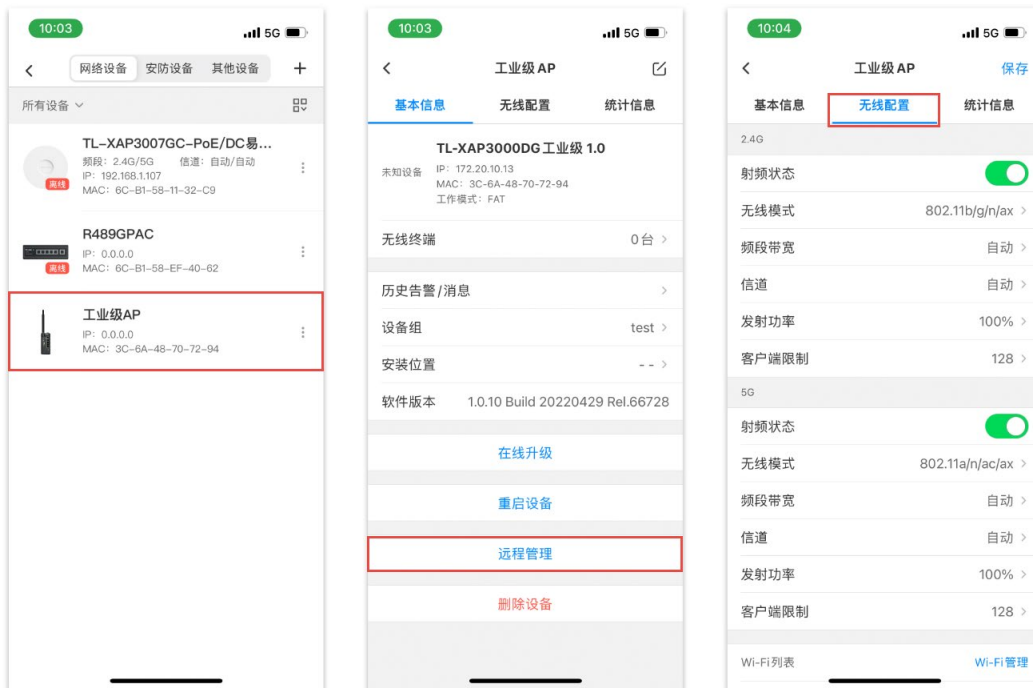 10:03
5G
网络设备 安防设备 其他设备 +
所有设备
TL-XAP3007GC-PoE/DC易...
频段：2.4G/5G 信道：自动/自动
IP：192.168.1.107
离线
MAC：6C-B1-58-11-32-C9
R489GPAC
IP：0.0.0.0
离线
MAC：6C-B1-58-EF-40-62
工业级AP
IP：0.0.0.0
MAC：3C-6A-48-70-72-94
10:03
5G
工业级AP
基本信息 无线配置 统计信息
TL-XAP3000DG工业级 1.0
未知设备
IP：172.20.10.13
MAC：3C-6A-48-70-72-94
工作模式：FAT
无线终端 0台
历史告警/消息
设备组 test
安装位置 - -
软件版本 1.0.10 Build 20220429 Rel.66728
在线升级
重启设备
远程管理
删除设备
10:04
5G
工业级AP 保存
基本信息 无线配置 统计信息
2.4G
射频状态
无线模式 802.11b/g/n/ax
频段带宽 自动
信道 自动
发射功率 100%
客户端限制 128
5G
射频状态
无线模式 802.11a/n/ac/ax
频段带宽 自动
信道 自动
发射功率 100%
客户端限制 128
Wi-Fi列表 Wi-Fi管理